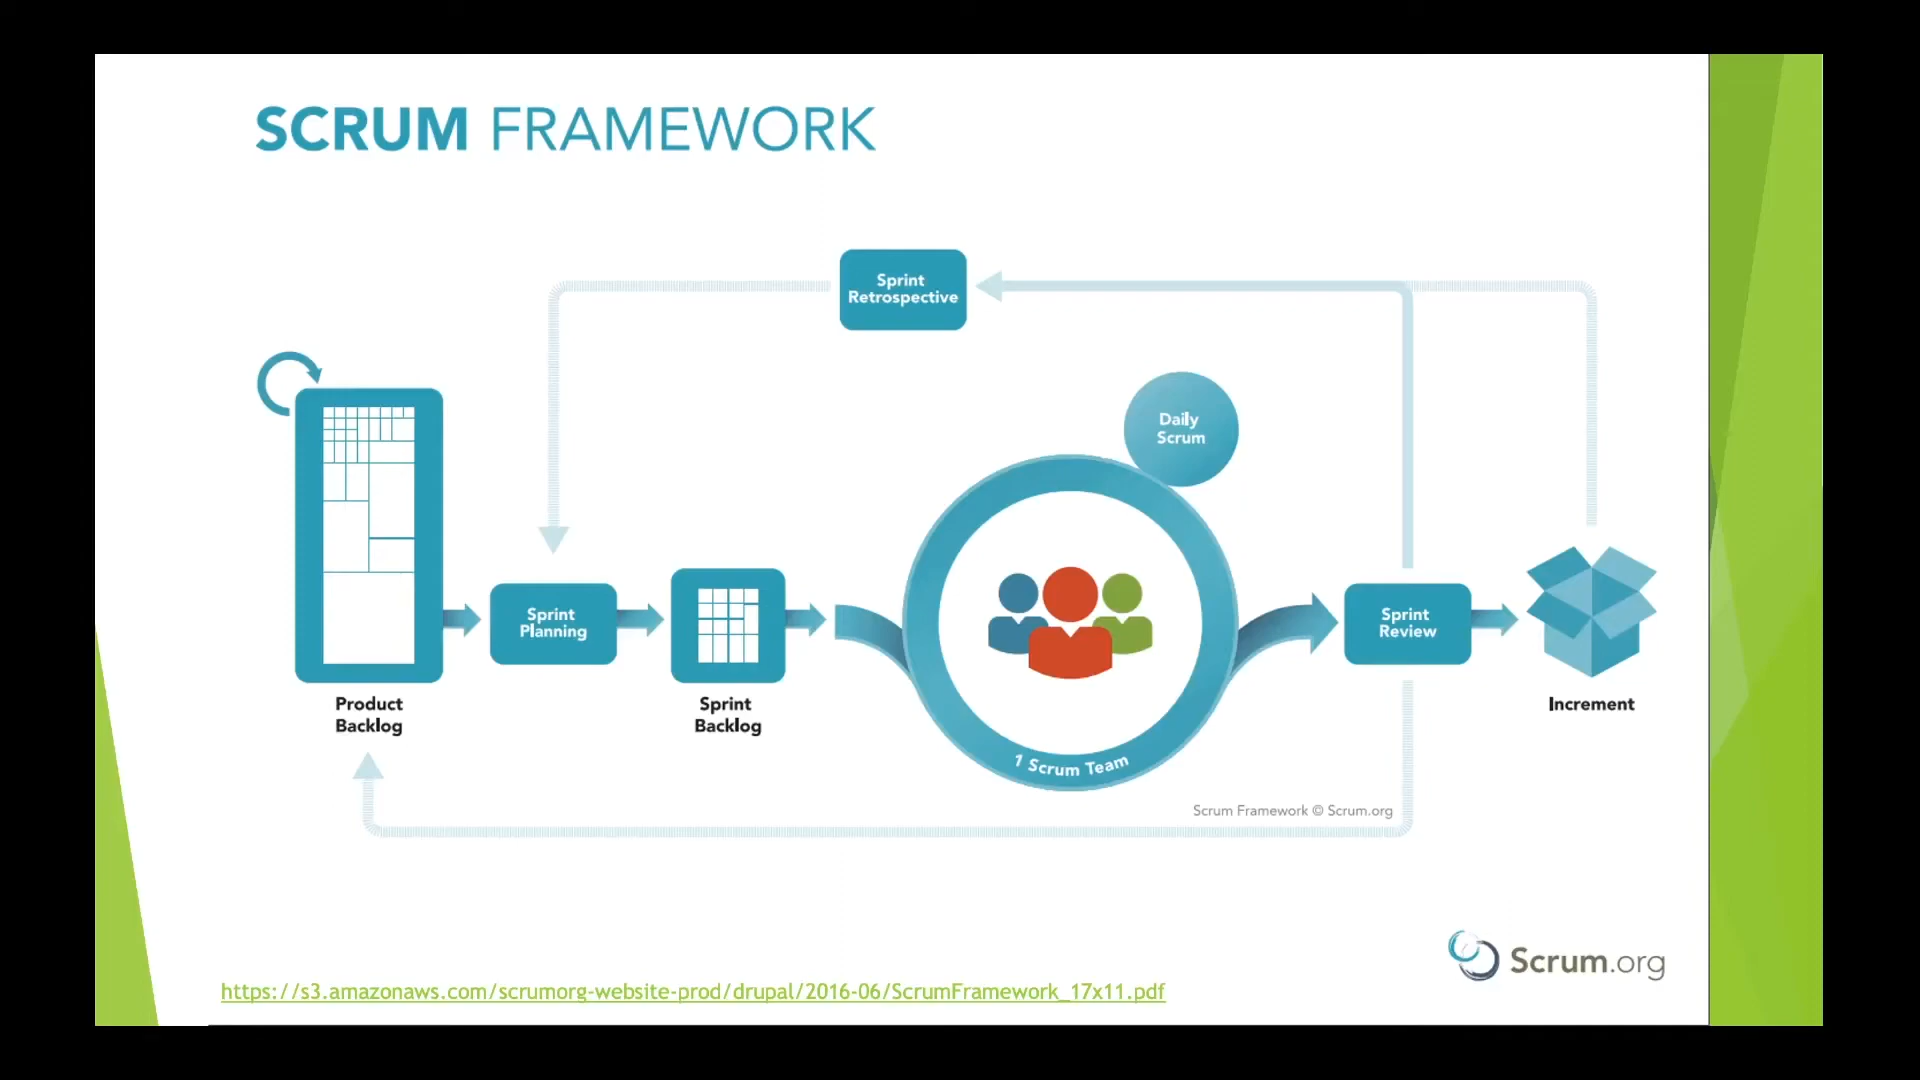 SCRUM FRAMEWORK
Sprint
Retrospective
Daily
Scrum
Sprint
Planning
Sprint
Review
Product
Backlog
Sprint
Backlog
Increment
1 Scrum Team
Scrum Framework © Scrum.org
Scrum.org
https://s3.amazonaws.com/scrumorg-website-prod/drupal/2016-06/ScrumFramework_17x11.pdf